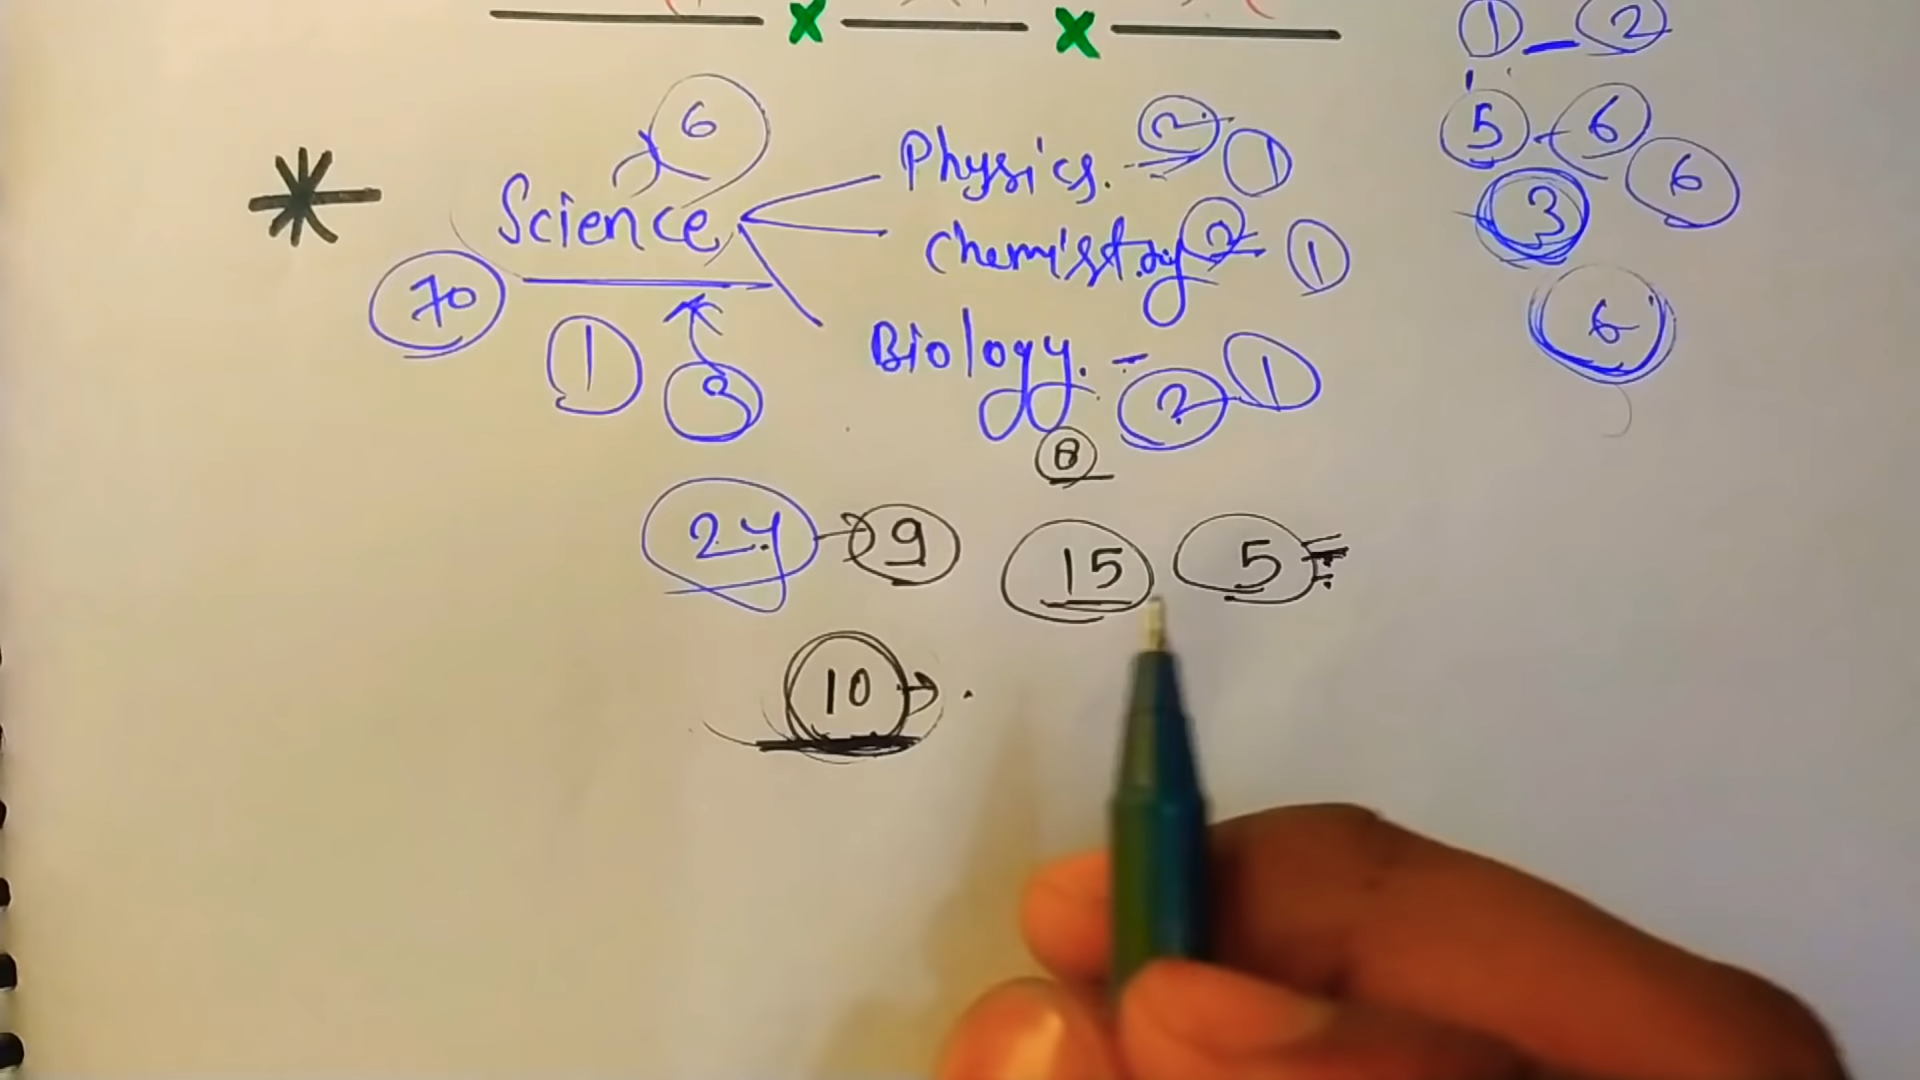 1 - 2
6
Physics. - 2 1
5 - 6
6
Science
Chemistry 2 1
3
70
1
Biology. - 2 1
6
8
24 → 9
15
5
10 →